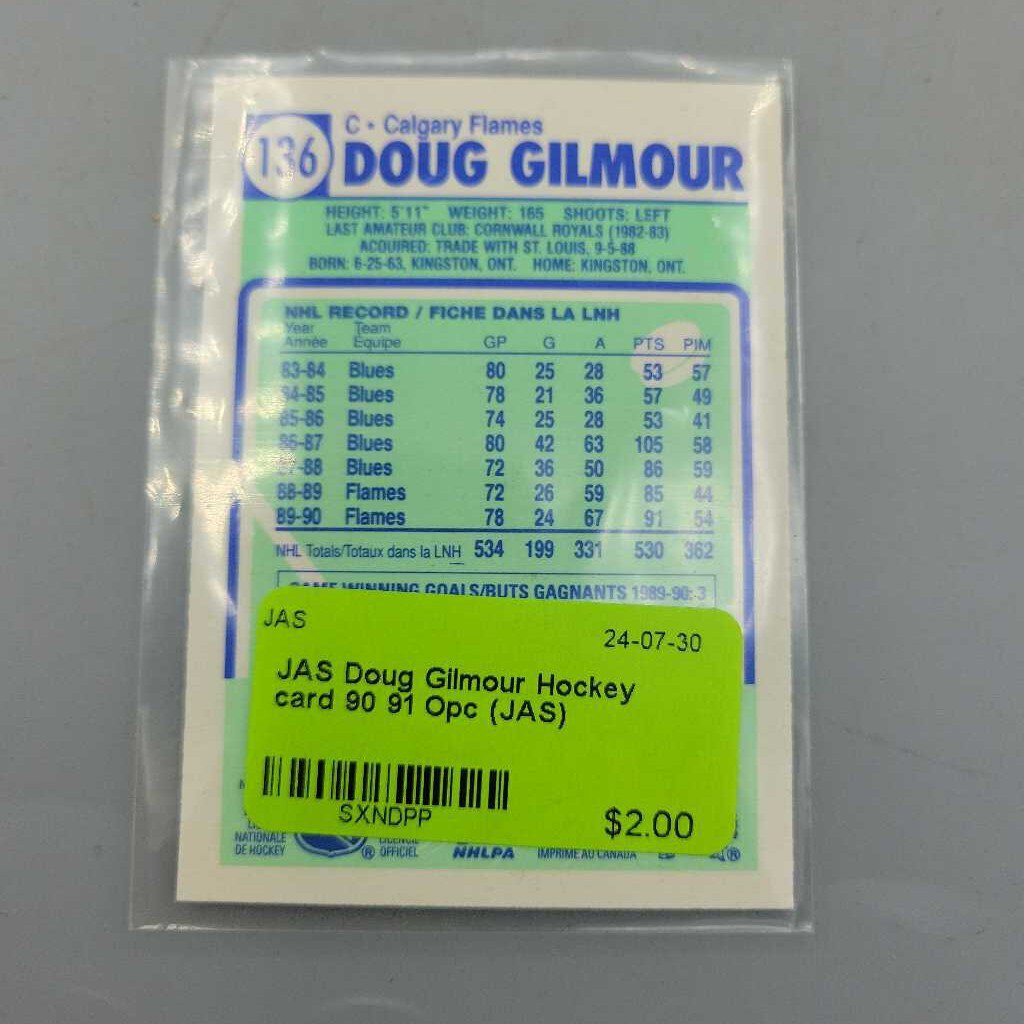 136
C • Calgary Flames
DOUG GILMOUR
HEIGHT: 5'11" WEIGHT: 165 SHOOTS: LEFT
LAST AMATEUR CLUB: CORNWALL ROYALS (1982-83)
ACQUIRED: TRADE WITH ST. LOUIS, 9-5-88
BORN: 6-25-63, KINGSTON, ONT. HOME: KINGSTON, ONT.
NHL RECORD / FICHE DANS LA LNH
Year Team
Année Équipe GP G A PTS PIM
83-84 Blues 80 25 28 53 57
84-85 Blues 78 21 36 57 49
85-86 Blues 74 25 28 53 41
86-87 Blues 80 42 63 105 58
87-88 Blues 72 36 50 86 59
88-89 Flames 72 26 59 85 44
89-90 Flames 78 24 67 91 54
NHL Totals/Totaux dans la LNH 534 199 331 530 362
GAME WINNING GOALS/BUTS GAGNANTS 1989-90: 3
JAS
24-07-30
JAS Doug Gilmour Hockey
card 90 91 Opc (JAS)
SXNDPP
$2.00
NATIONALE
DE HOCKEY
® LICENCIÉ
OFFICIEL
NHLPA
IMPRIMÉ AU CANADA
®